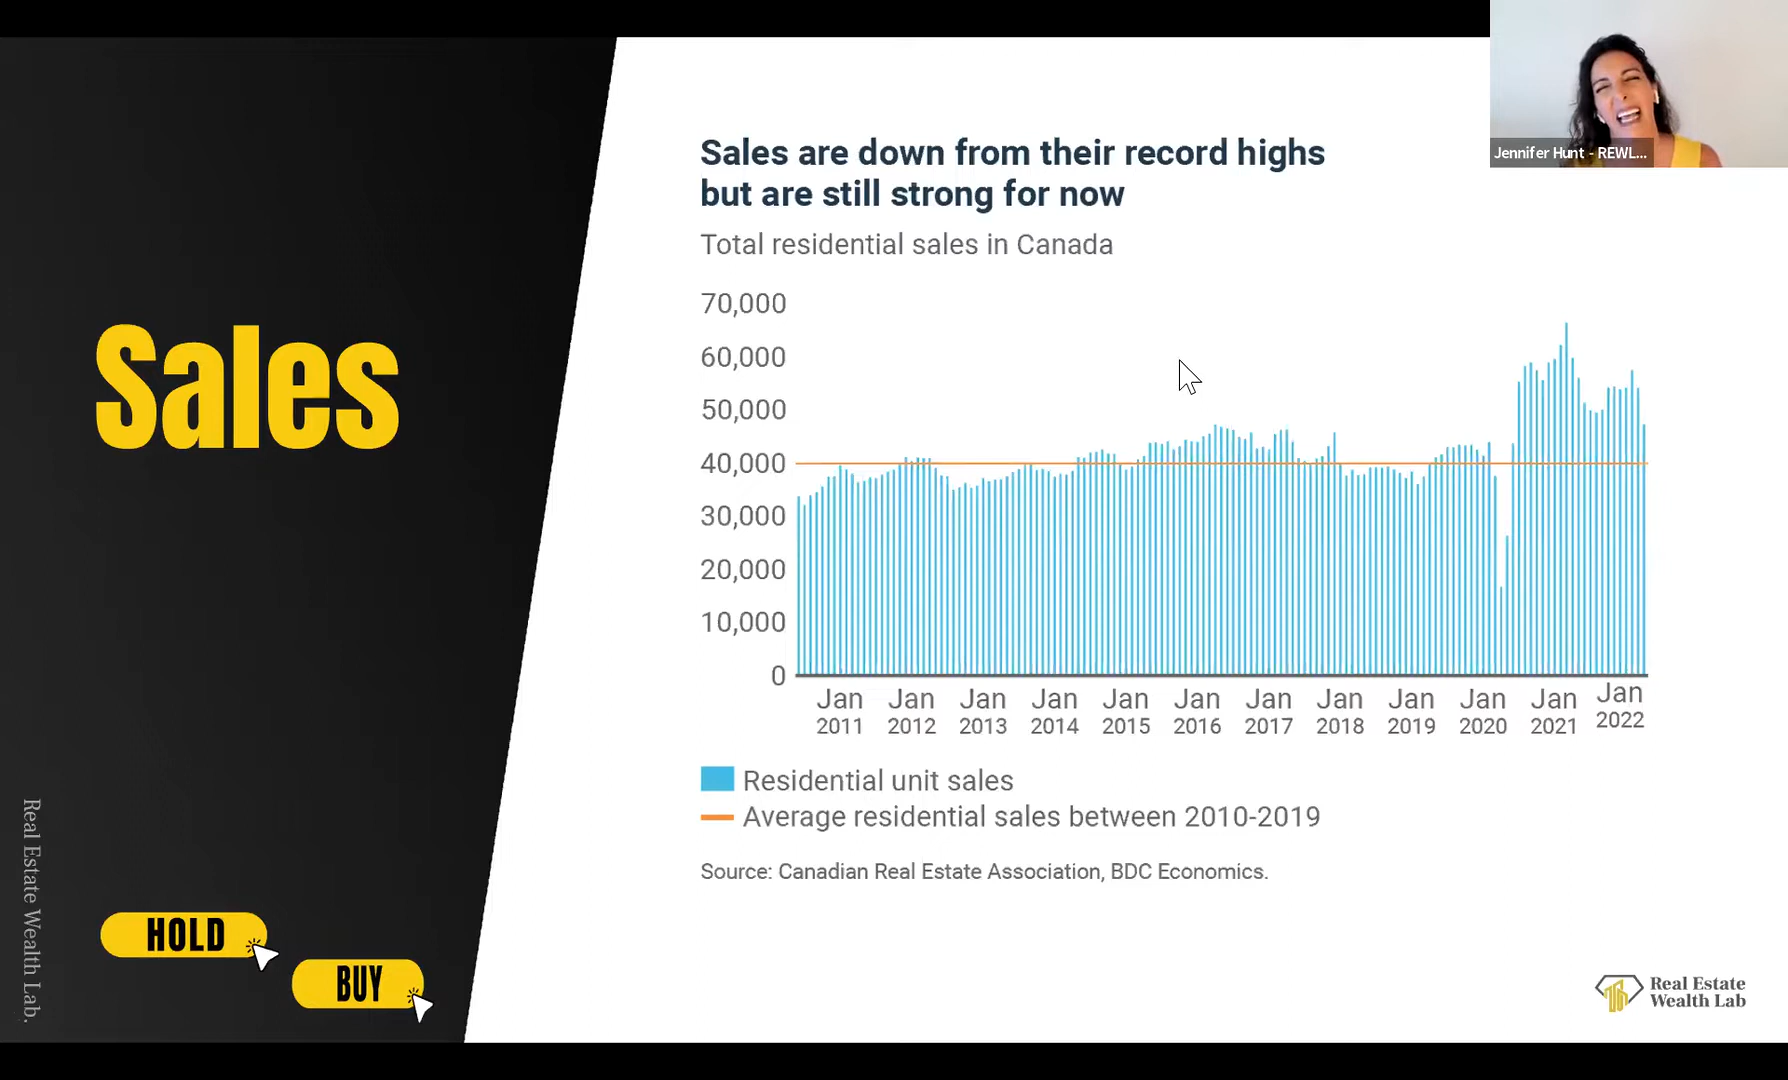 Jennifer Hunt - REWL...
Sales
Real Estate Wealth Lab.
HOLD
BUY
Sales are down from their record highs
but are still strong for now
Total residential sales in Canada
70,000
60,000
50,000
40,000
30,000
20,000
10,000
0
Jan Jan Jan Jan Jan Jan Jan Jan Jan Jan Jan Jan
2011 2012 2013 2014 2015 2016 2017 2018 2019 2020 2021 2022
Residential unit sales
Average residential sales between 2010-2019
Source: Canadian Real Estate Association, BDC Economics.
Real Estate
Wealth Lab